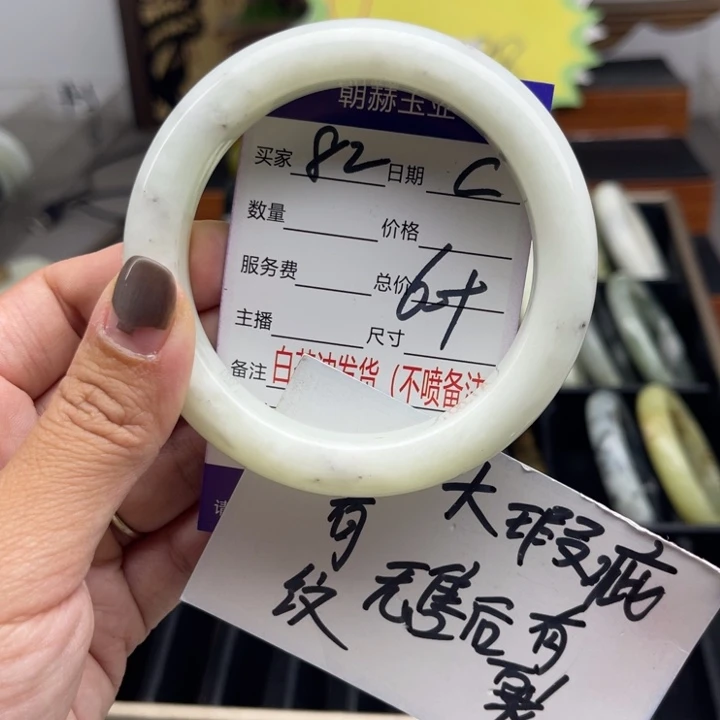 朝赫玉业
买家 82 日期 C
数量 价格
服务费 总价 64
主播 尺寸
备注 白茶油发货（不喷备注
有 大瑕疵
纹 无售后有
裂